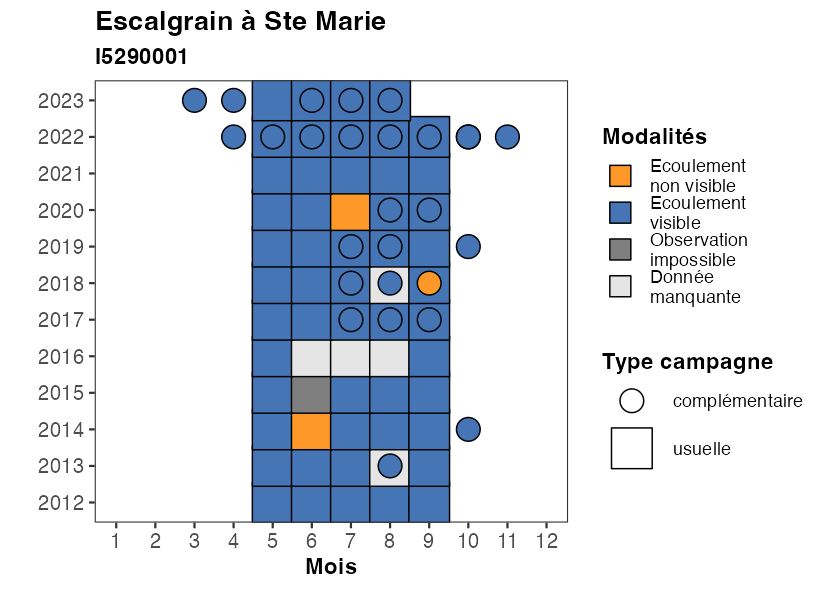 Escalgrain à Ste Marie
I5290001
2023
2022
2021
2020
2019
2018
2017
2016
2015
2014
2013
2012
1 2 3 4 5 6 7 8 9 10 11 12
Mois
Modalités
Ecoulement
non visible
Ecoulement
visible
Observation
impossible
Donnée
manquante
Type campagne
complémentaire
usuelle